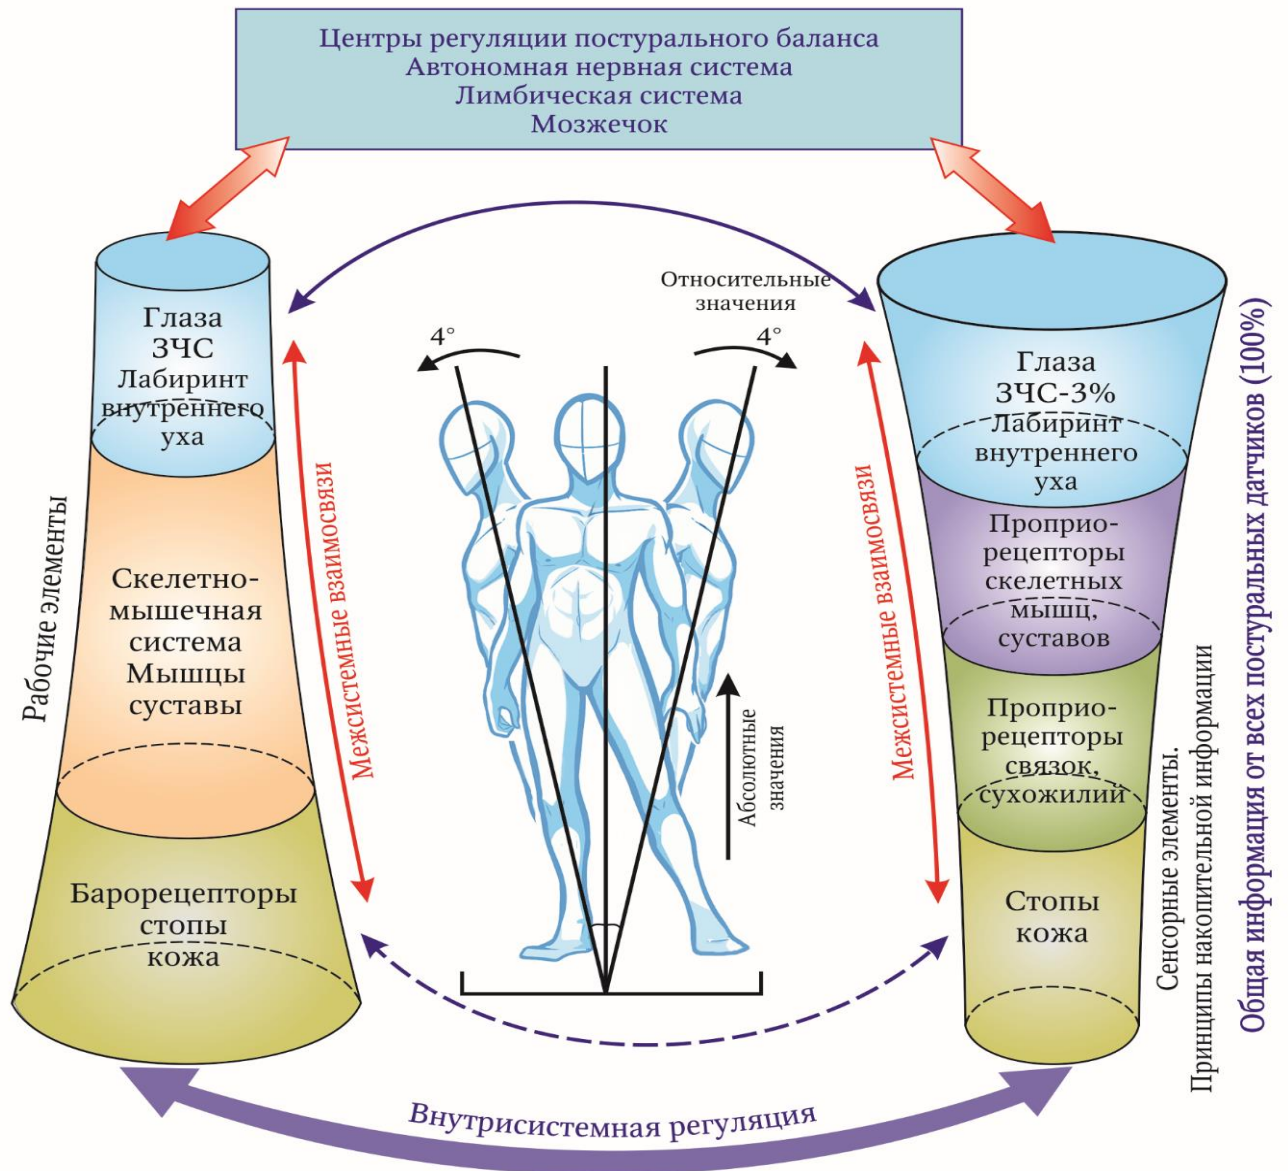 Центры регуляции постурального баланса
Автономная нервная система
Лимбическая система
Мозжечок
Относительные
значения
4°
4°
Глаза
ЗЧС
Лабиринт
внутреннего
уха
Скелетно-
мышечная
система
Мышцы
суставы
Барорецепторы
стопы
кожа
Рабочие элементы
Межсистемные взаимосвязи
Абсолютные
значения
Межсистемные взаимосвязи
Глаза
ЗЧС-3%
Лабиринт
внутреннего
уха
Проприо-
рецепторы
скелетных
мышц,
суставов
Проприо-
рецепторы
связок,
сухожилий
Стопы
кожа
Сенсорные элементы.
Принципы накопительной информации
Общая информация от всех постуральных датчиков (100%)
Внутрисистемная регуляция